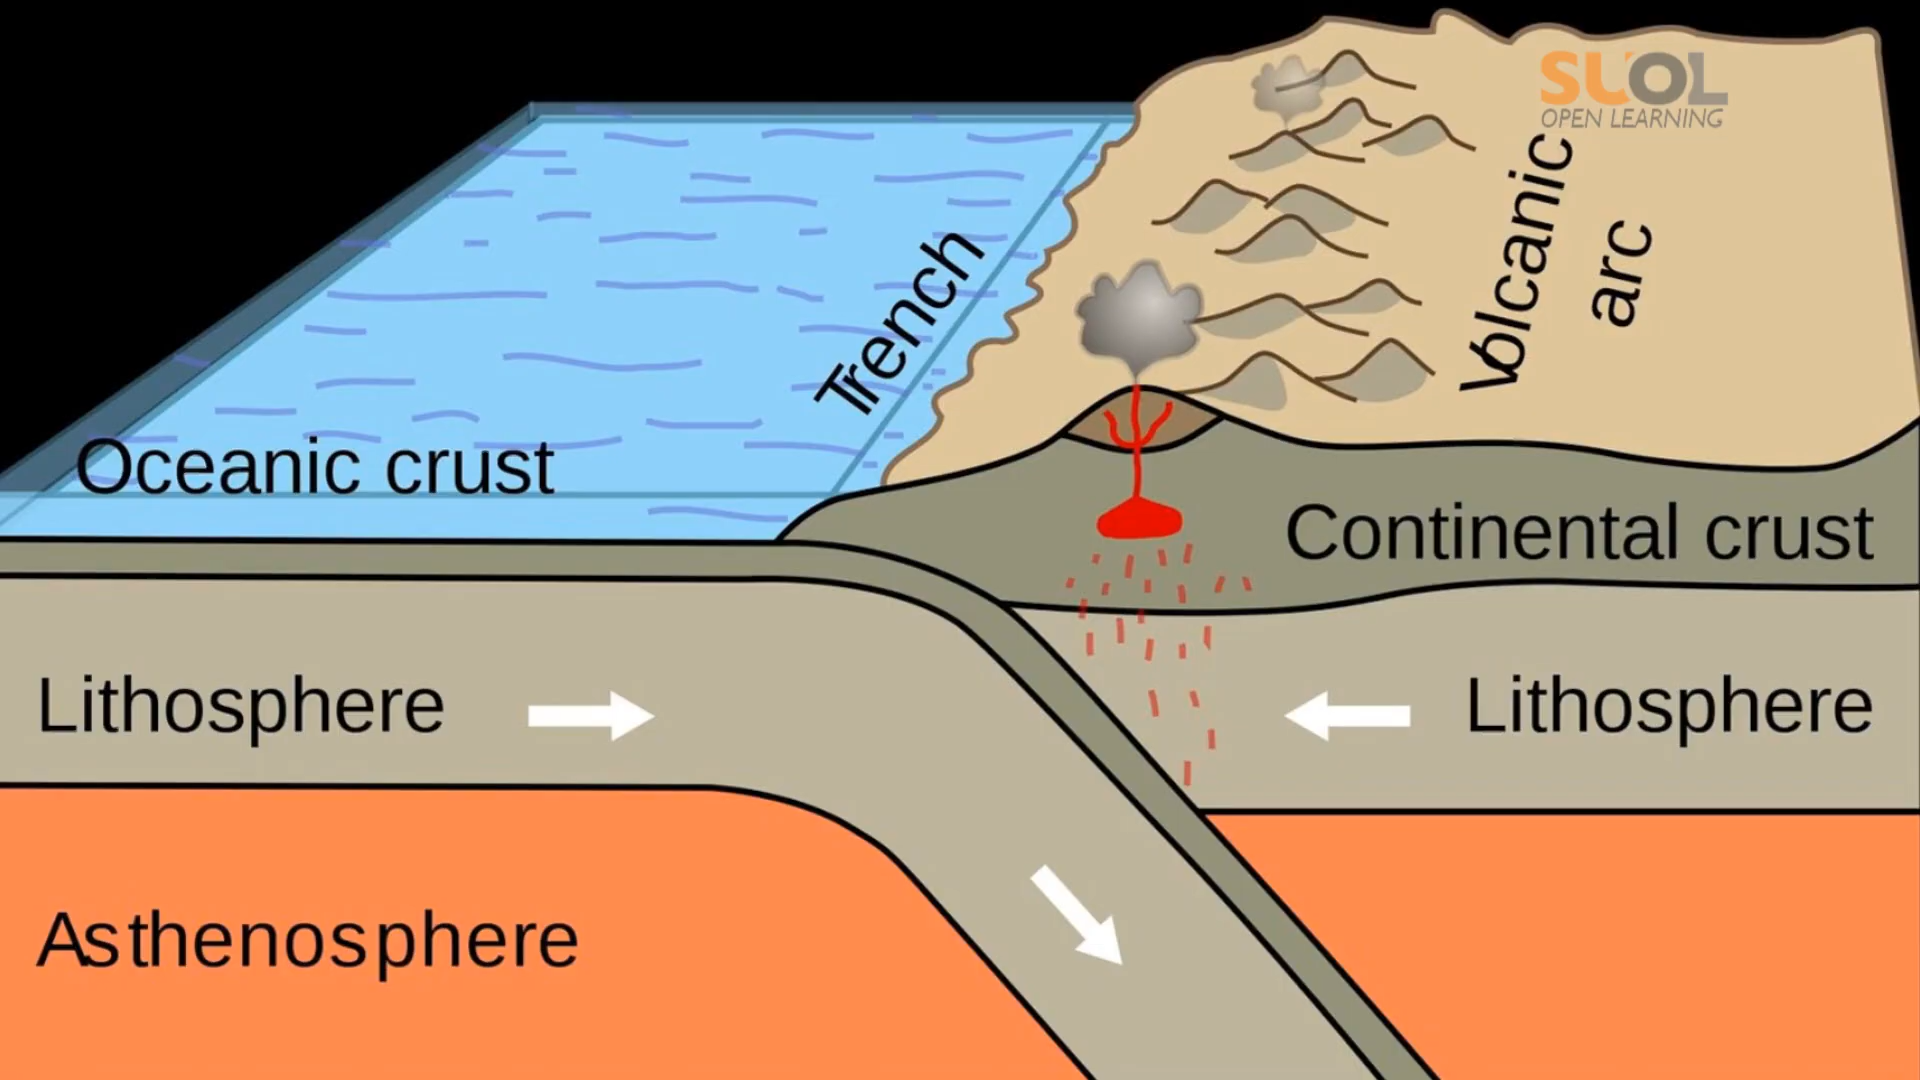 SUOL
OPEN LEARNING
Volcanic
arc
Trench
Oceanic crust
Continental crust
Lithosphere
Lithosphere
Asthenosphere